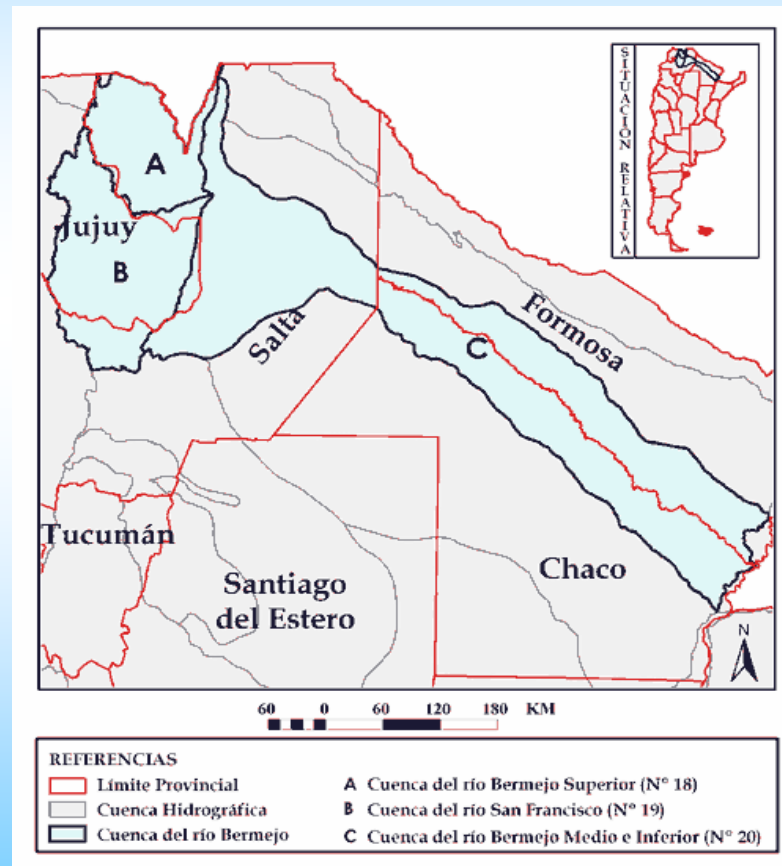 SITUACIÓN RELATIVA
A
Jujuy
B
Salta
Formosa
C
Tucumán
Santiago
del Estero
Chaco
N
60 0 60 120 180 KM
REFERENCIAS
Límite Provincial
Cuenca Hidrográfica
Cuenca del río Bermejo
A Cuenca del río Bermejo Superior (N° 18)
B Cuenca del río San Francisco (N° 19)
C Cuenca del río Bermejo Medio e Inferior (N° 20)